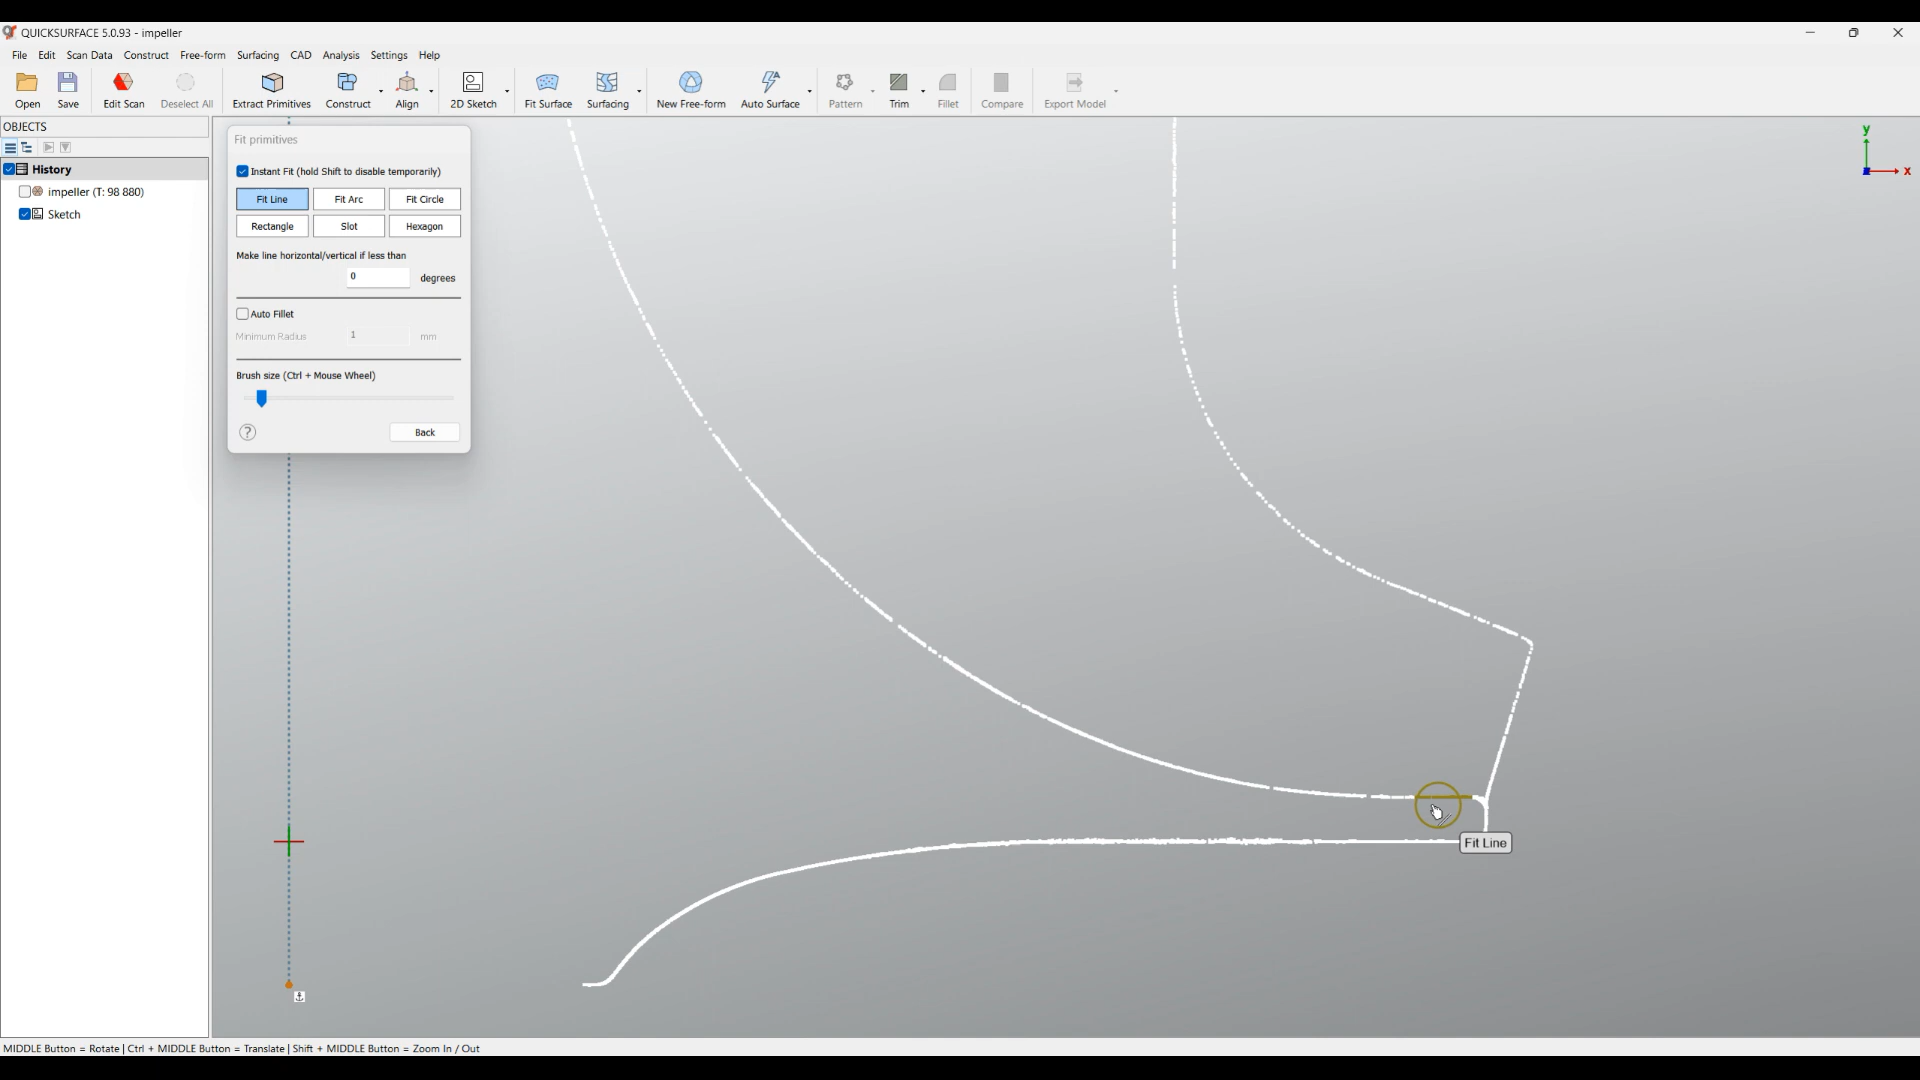 QUICKSURFACE 5.0.93 - impeller
File Edit Scan Data Construct Free-form Surfacing CAD Analysis Settings Help
Open Save Edit Scan Deselect All Extract Primitives Construct Align 2D Sketch Fit Surface Surfacing New Free-form Auto Surface Pattern Trim Fillet Compare Export Model
OBJECTS
History
impeller (T: 98 880)
Sketch
Fit primitives
Instant Fit (hold Shift to disable temporarily)
Fit Line Fit Arc Fit Circle
Rectangle Slot Hexagon
Make line horizontal/vertical if less than
0 degrees
Auto Fillet
Minimum Radius 1 mm
Brush size (Ctrl + Mouse Wheel)
? Back
y
x
Fit Line
MIDDLE Button = Rotate | Ctrl + MIDDLE Button = Translate | Shift + MIDDLE Button = Zoom In / Out